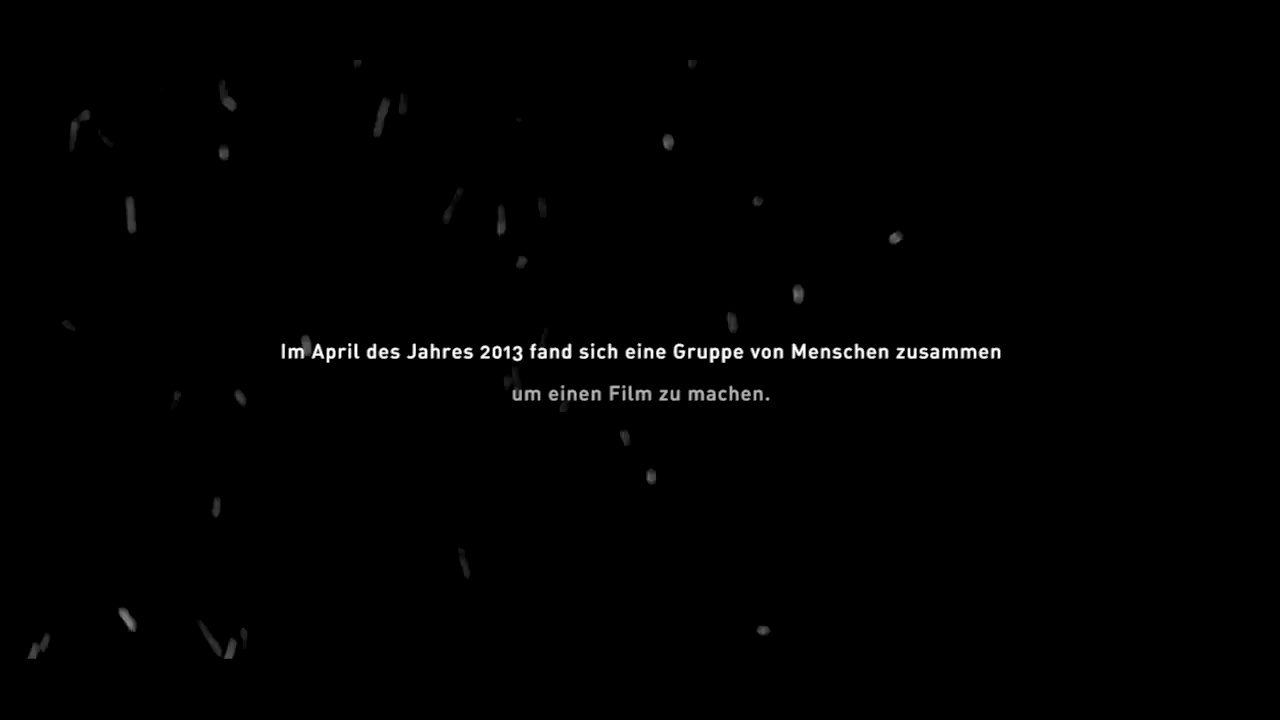 Im April des Jahres 2013 fand sich eine Gruppe von Menschen zusammen
um einen Film zu machen.